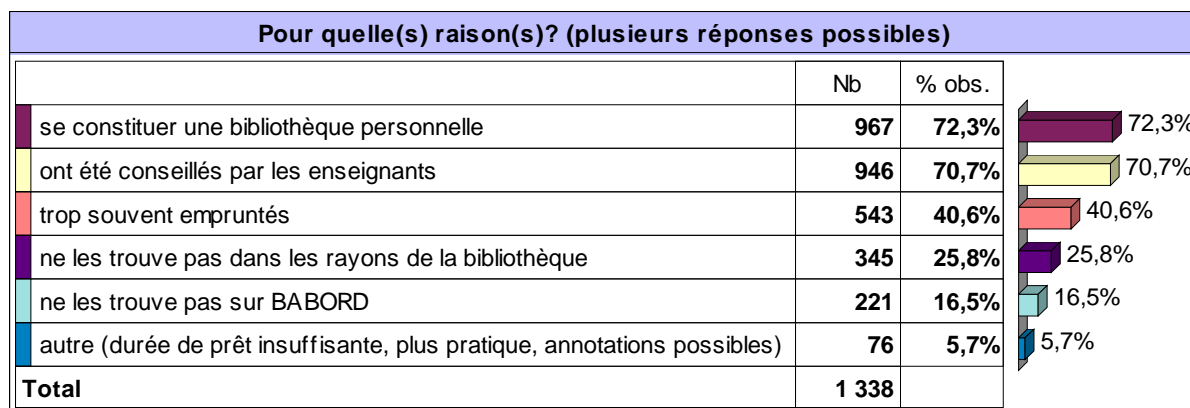 Pour quelle(s) raison(s)? (plusieurs réponses possibles)
Nb % obs.
se constituer une bibliothèque personnelle 967 72,3% 72,3%
ont été conseillés par les enseignants 946 70,7% 70,7%
trop souvent empruntés 543 40,6% 40,6%
ne les trouve pas dans les rayons de la bibliothèque 345 25,8% 25,8%
ne les trouve pas sur BABORD 221 16,5% 16,5%
autre (durée de prêt insuffisante, plus pratique, annotations possibles) 76 5,7% 5,7%
Total 1 338